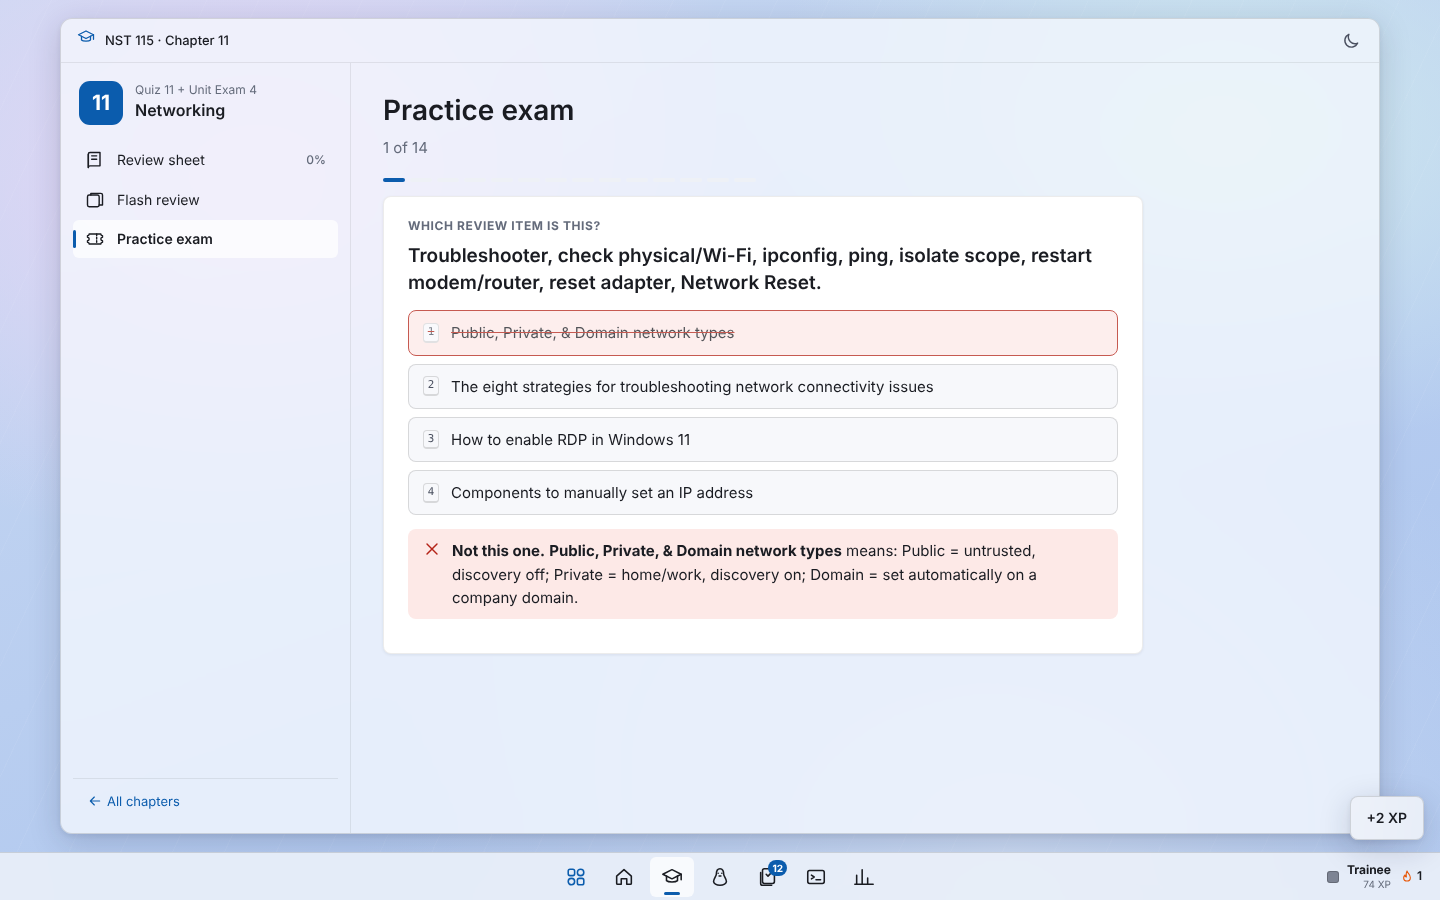 NST 115 · Chapter 11
11
Quiz 11 + Unit Exam 4
Networking
Review sheet
0%
Flash review
Practice exam
All chapters
Practice exam
1 of 14
WHICH REVIEW ITEM IS THIS?
Troubleshooter, check physical/Wi-Fi, ipconfig, ping, isolate scope, restart
modem/router, reset adapter, Network Reset.
1 Public, Private, & Domain network types
2 The eight strategies for troubleshooting network connectivity issues
3 How to enable RDP in Windows 11
4 Components to manually set an IP address
Not this one. Public, Private, & Domain network types means: Public = untrusted,
discovery off; Private = home/work, discovery on; Domain = set automatically on a
company domain.
+2 XP
12
Trainee
74 XP
1